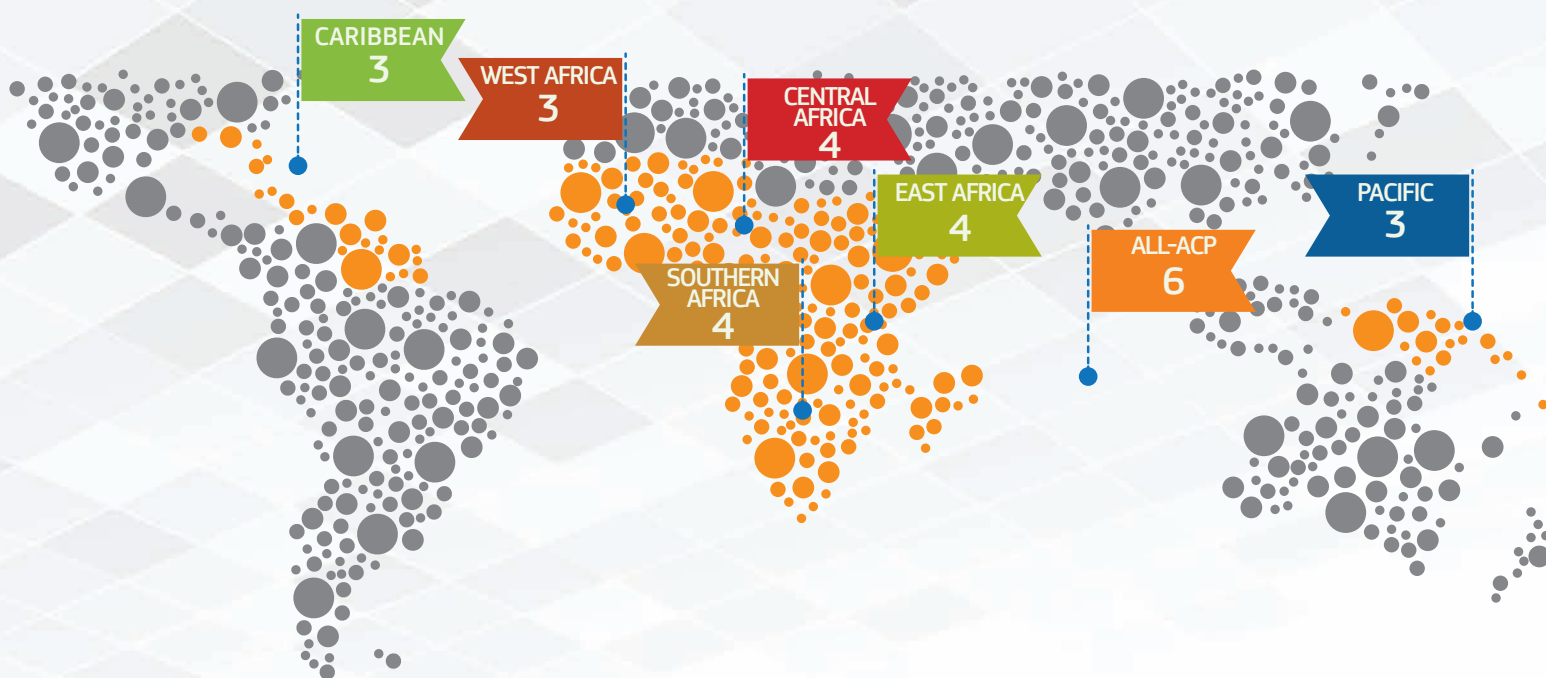 CARIBBEAN
3
WEST AFRICA
3
CENTRAL
AFRICA
4
EAST AFRICA
4
PACIFIC
3
ALL-ACP
6
SOUTHERN
AFRICA
4